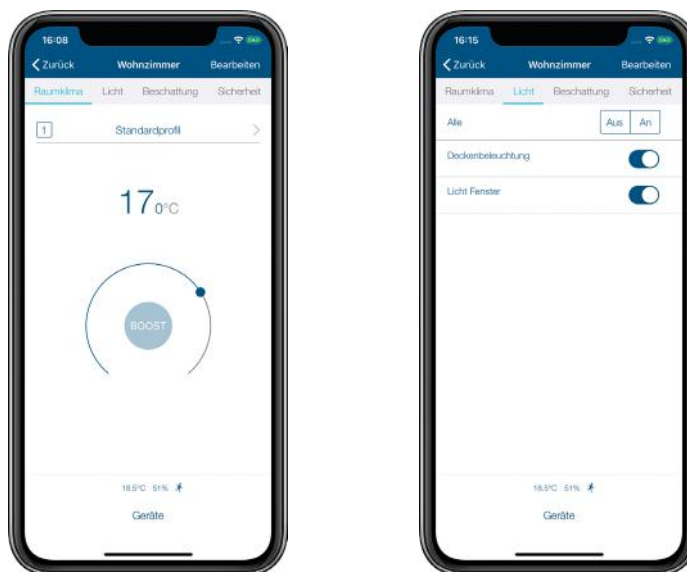 16:08
Zurück Wohnzimmer Bearbeiten
Raumklima Licht Beschattung Sicherheit
1 Standardprofil
17 0°C
BOOST
18.5°C 51%
Geräte
16:15
Zurück Wohnzimmer Bearbeiten
Raumklima Licht Beschattung Sicherheit
Alle Aus An
Deckenbeleuchtung
Licht Fenster
18.5°C 51%
Geräte